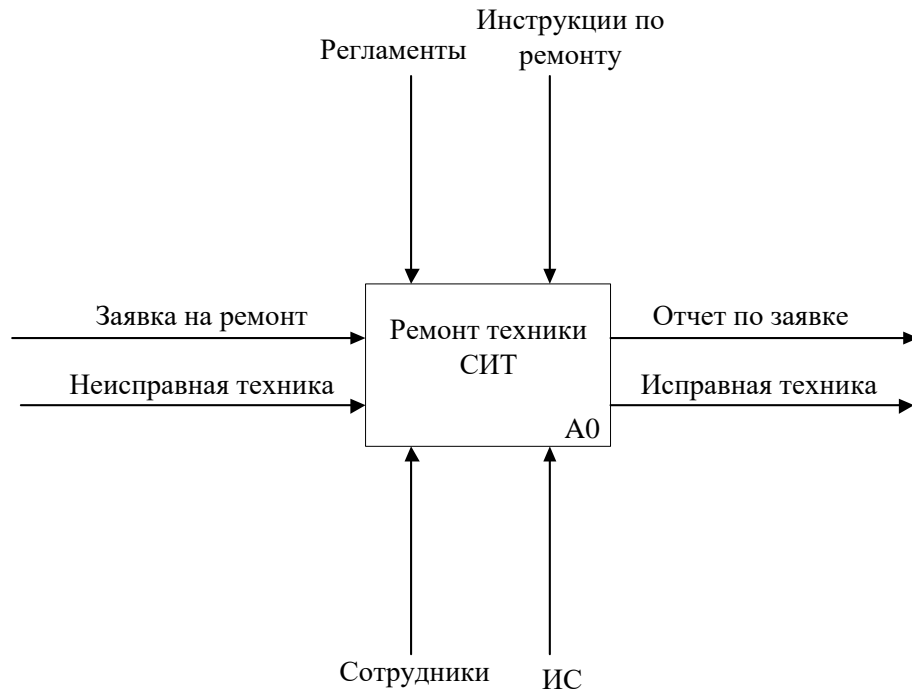 Регламенты
Инструкции по
ремонту
Заявка на ремонт
Неисправная техника
Ремонт техники
СИТ
А0
Отчет по заявке
Исправная техника
Сотрудники
ИС